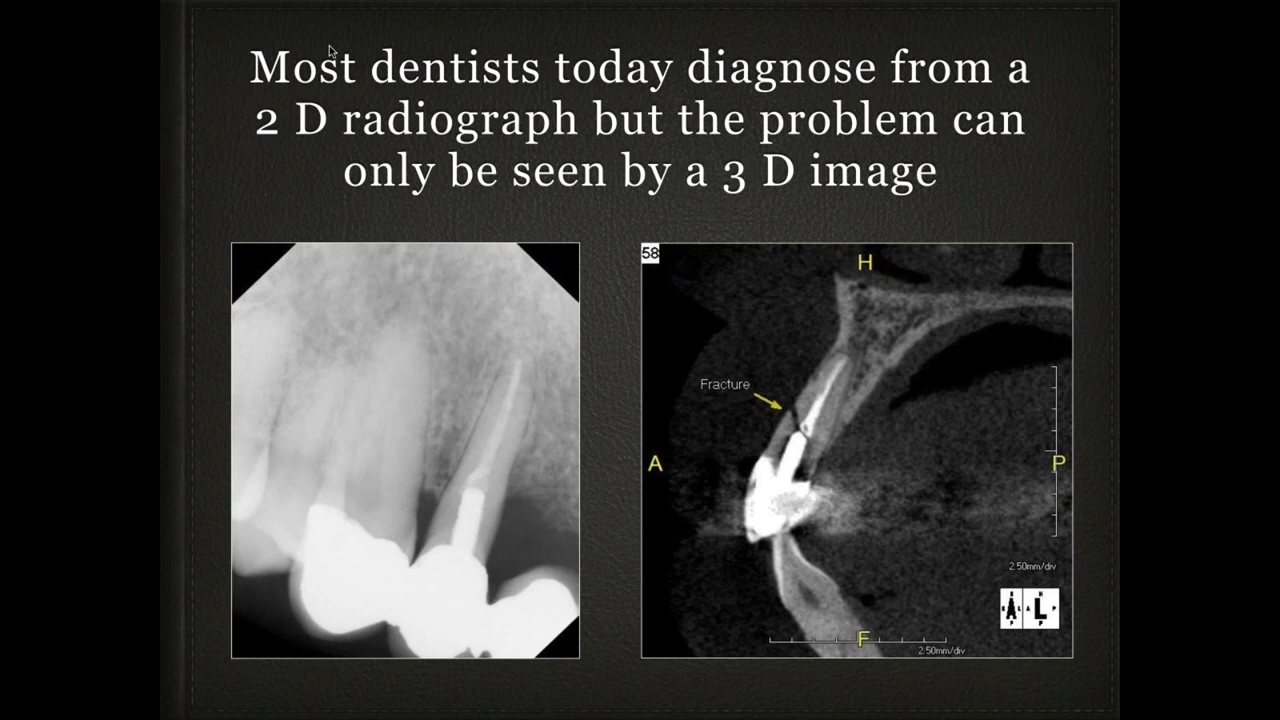 Most dentists today diagnose from a
2 D radiograph but the problem can
only be seen by a 3 D image
58
H
Fracture
A
P
2.50mm/div
A L
F
2.50mm/div